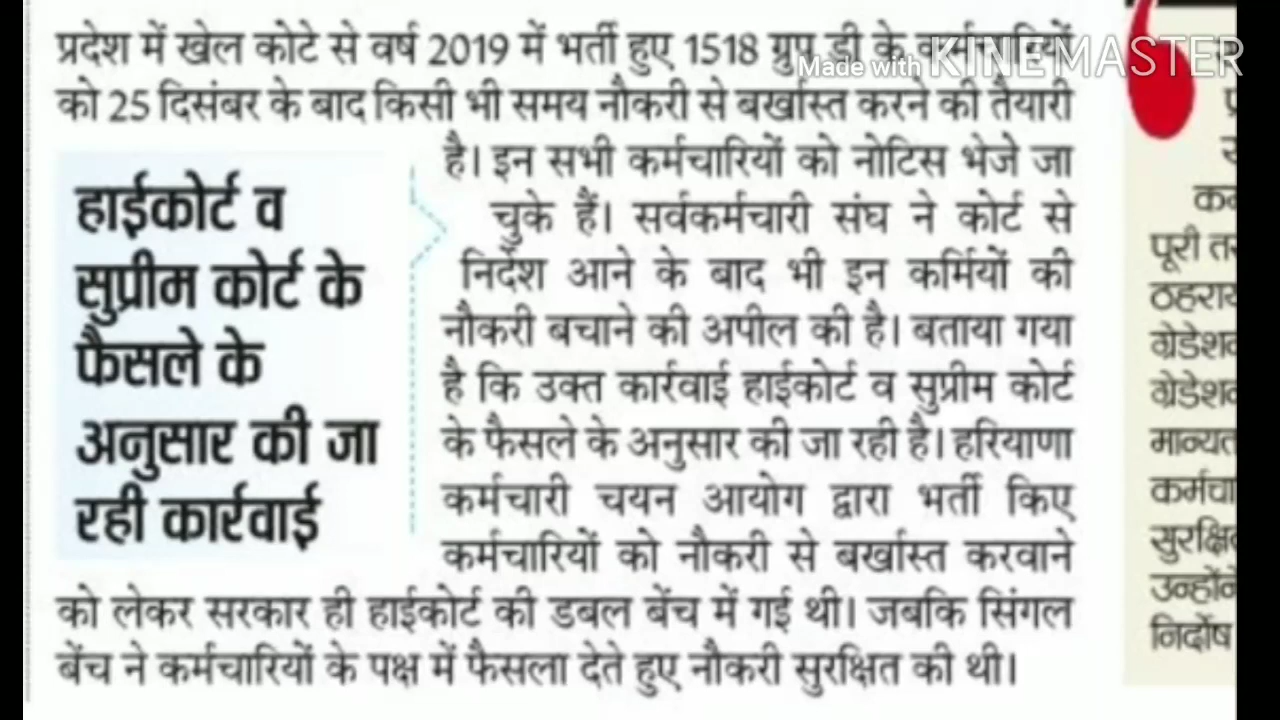 प्रदेश में खेल कोटे से वर्ष 2019 में भर्ती हुए 1518 ग्रुप डी के कर्मचारियों
Made with KINEMASTER
को 25 दिसंबर के बाद किसी भी समय नौकरी से बर्खास्त करने की तैयारी
है। इन सभी कर्मचारियों को नोटिस भेजे जा
चुके हैं। सर्वकर्मचारी संघ ने कोर्ट से
निर्देश आने के बाद भी इन कर्मियों की
नौकरी बचाने की अपील की है। बताया गया
है कि उक्त कार्रवाई हाईकोर्ट व सुप्रीम कोर्ट
के फैसले के अनुसार की जा रही है। हरियाणा
कर्मचारी चयन आयोग द्वारा भर्ती किए
कर्मचारियों को नौकरी से बर्खास्त करवाने
को लेकर सरकार ही हाईकोर्ट की डबल बेंच में गई थी। जबकि सिंगल
बेंच ने कर्मचारियों के पक्ष में फैसला देते हुए नौकरी सुरक्षित की थी।
हाईकोर्ट व
सुप्रीम कोर्ट के
फैसले के
अनुसार की जा
रही कार्रवाई
पूरी
निर्दोष